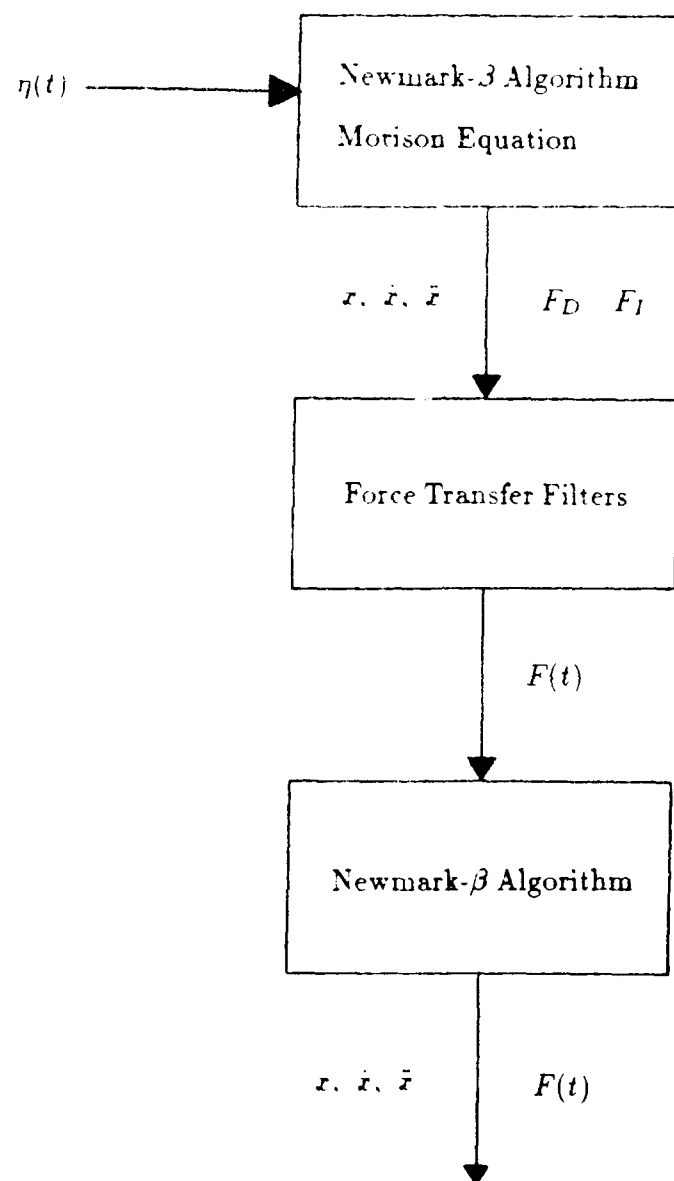 η(t)
Newmark-β Algorithm
Morison Equation
x, ẋ, ẍ F_D F_I
Force Transfer Filters
F(t)
Newmark-β Algorithm
x, ẋ, ẍ F(t)